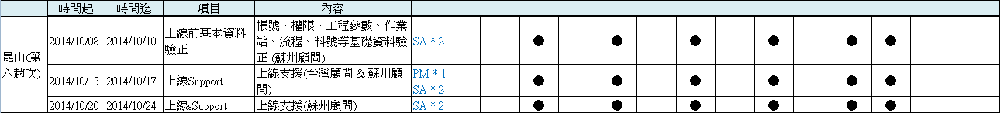 時間起 時間迄 項目 內容
昆山(第六趟次)
2014/10/08 2014/10/10 上線前基本資料驗正 帳號、權限、工程參數、作業站、流程、料號等基礎資料驗正 (蘇州顧問) SA * 2 ● ● ● ● ● ●
2014/10/13 2014/10/17 上線Support 上線支援(台灣顧問 & 蘇州顧問) PM * 1 SA * 2 ● ● ● ● ● ●
2014/10/20 2014/10/24 上線sSupport 上線支援(蘇州顧問) SA * 2 ● ● ● ● ● ●